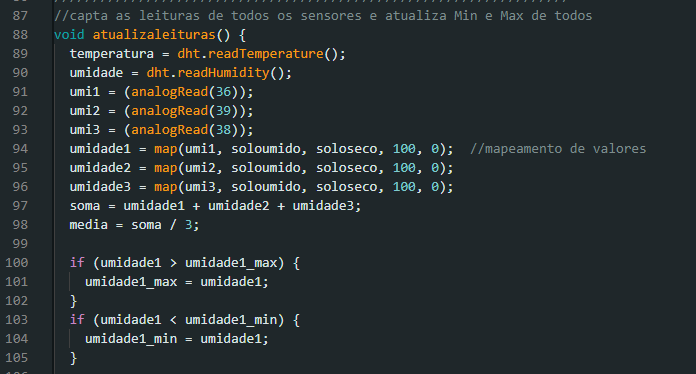 87 //capta as leituras de todos os sensores e atualiza Min e Max de todos
88 void atualizaleituras() {
89 temperatura = dht.readTemperature();
90 umidade = dht.readHumidity();
91 umi1 = (analogRead(36));
92 umi2 = (analogRead(39));
93 umi3 = (analogRead(38));
94 umidade1 = map(umi1, soloumido, soloseco, 100, 0);  //mapeamento de valores
95 umidade2 = map(umi2, soloumido, soloseco, 100, 0);
96 umidade3 = map(umi3, soloumido, soloseco, 100, 0);
97 soma = umidade1 + umidade2 + umidade3;
98 media = soma / 3;
99
100 if (umidade1 > umidade1_max) {
101 umidade1_max = umidade1;
102 }
103 if (umidade1 < umidade1_min) {
104 umidade1_min = umidade1;
105 }